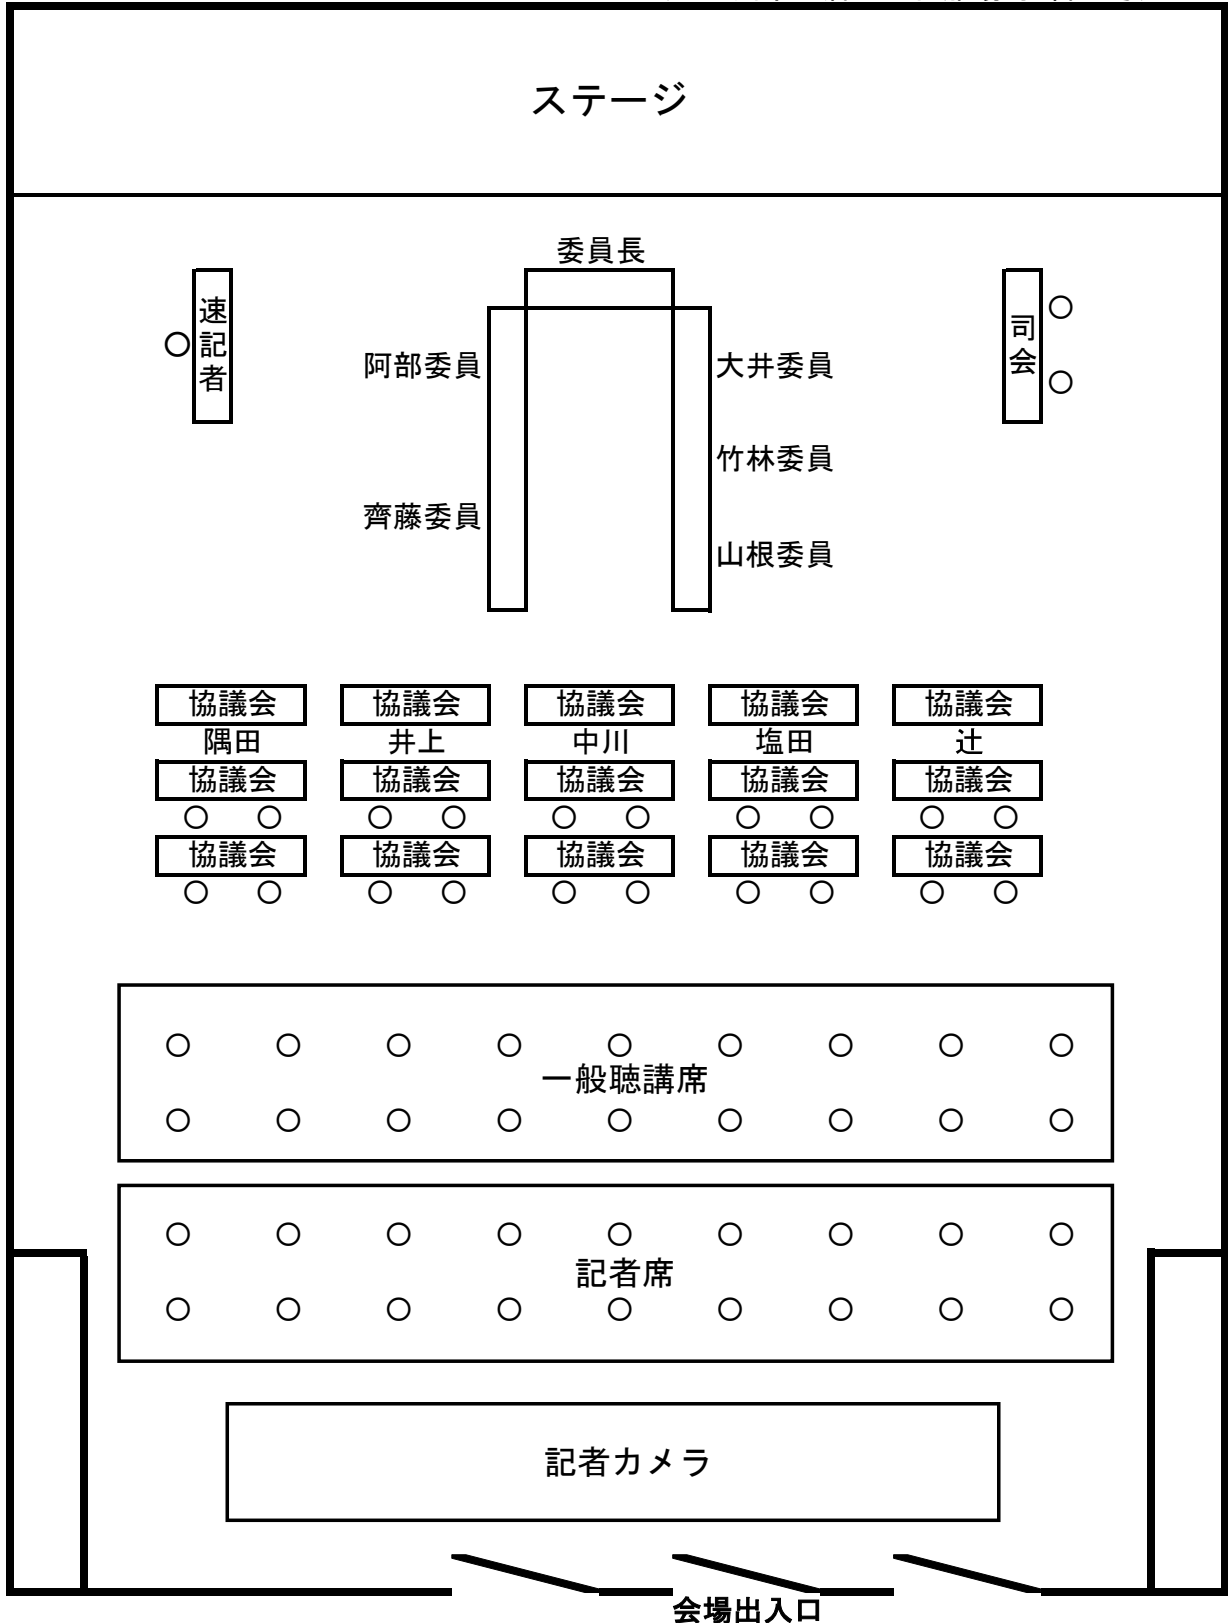 ステージ
委員長
速記者
司会
阿部委員
大井委員
竹林委員
齊藤委員
山根委員
協議会 協議会 協議会 協議会 協議会
隅田 井上 中川 塩田 辻
協議会 協議会 協議会 協議会 協議会
協議会 協議会 協議会 協議会 協議会
一般聴講席
記者席
記者カメラ
会場出入口